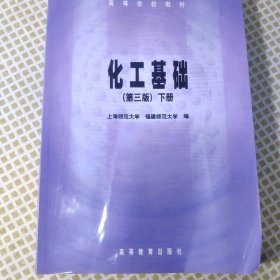 高等学校教材
化工基础
(第三版) 下册
上海师范大学 福建师范大学 编
高等教育出版社